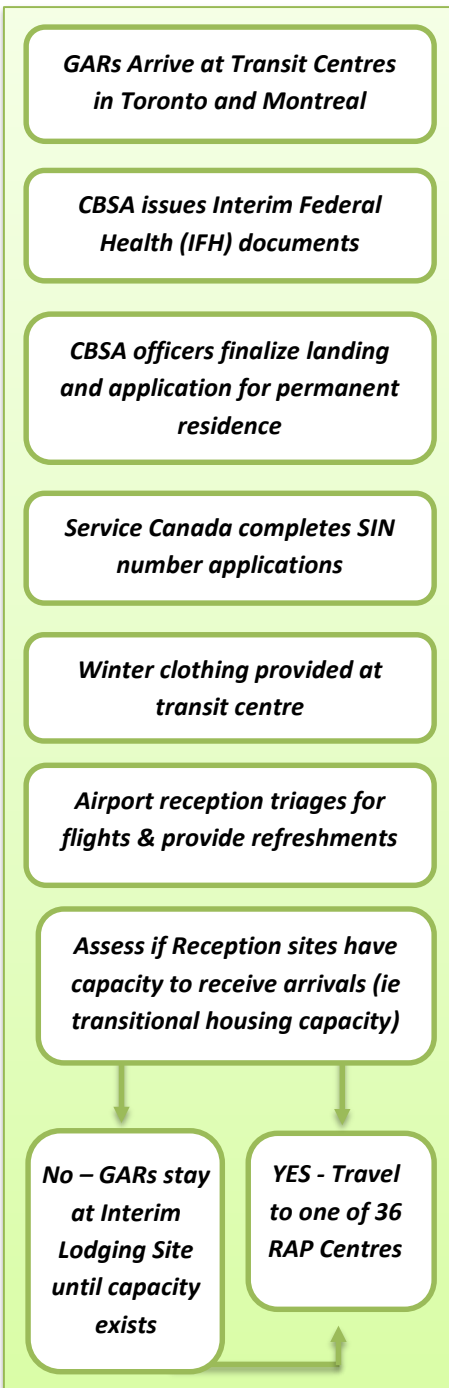 GARs Arrive at Transit Centres
in Toronto and Montreal
CBSA issues Interim Federal
Health (IFH) documents
CBSA officers finalize landing
and application for permanent
residence
Service Canada completes SIN
number applications
Winter clothing provided at
transit centre
Airport reception triages for
flights & provide refreshments
Assess if Reception sites have
capacity to receive arrivals (ie
transitional housing capacity)
No – GARs stay
at Interim
Lodging Site
until capacity
exists
YES - Travel
to one of 36
RAP Centres